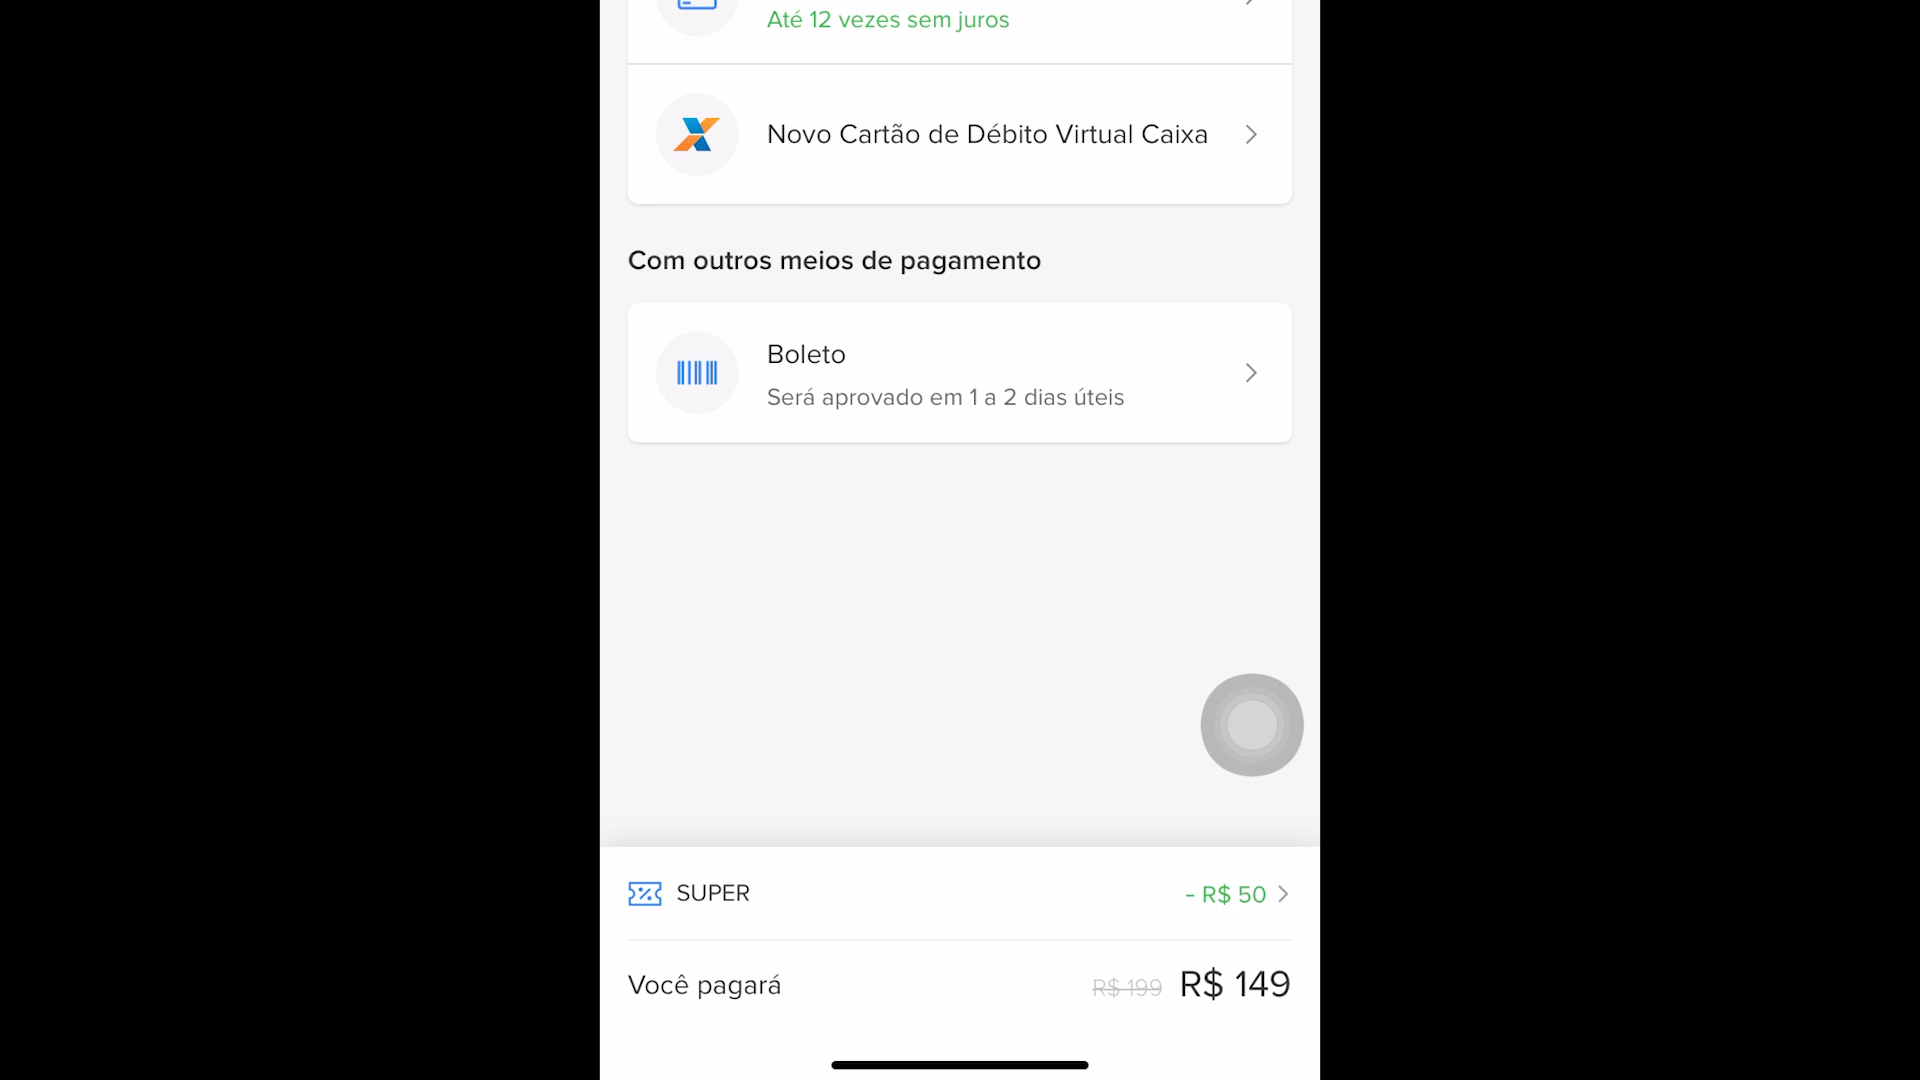 Até 12 vezes sem juros
Novo Cartão de Débito Virtual Caixa
Com outros meios de pagamento
Boleto
Será aprovado em 1 a 2 dias úteis
SUPER - R$ 50
Você pagará R$ 199 R$ 149